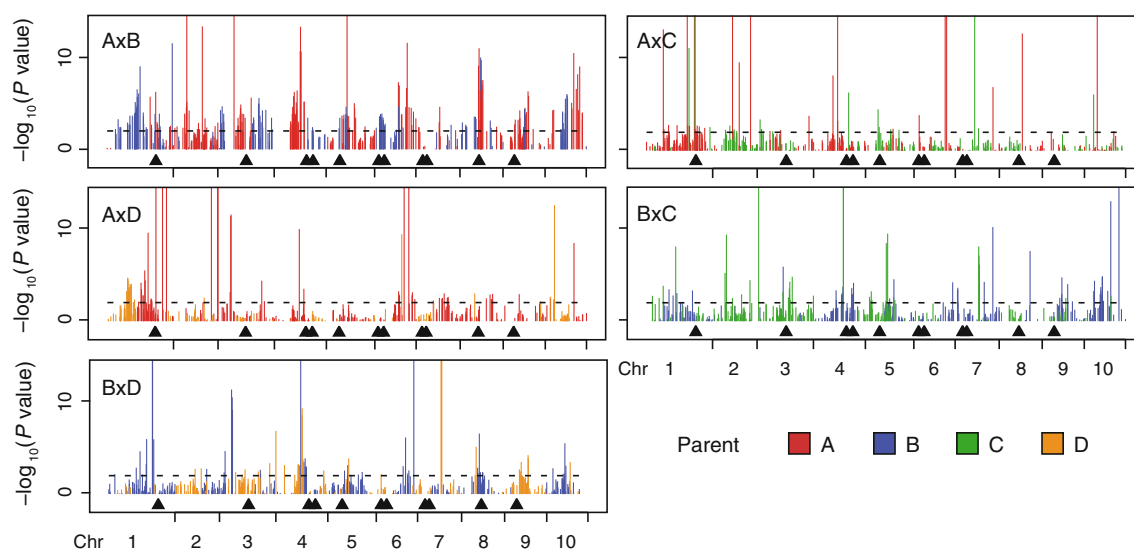 AxB
AxC
−log10(P value)
10
0
AxD
BxC
−log10(P value)
10
0
Chr 1 2 3 4 5 6 7 8 9 10
BxD
−log10(P value)
10
0
Parent A B C D
Chr 1 2 3 4 5 6 7 8 9 10